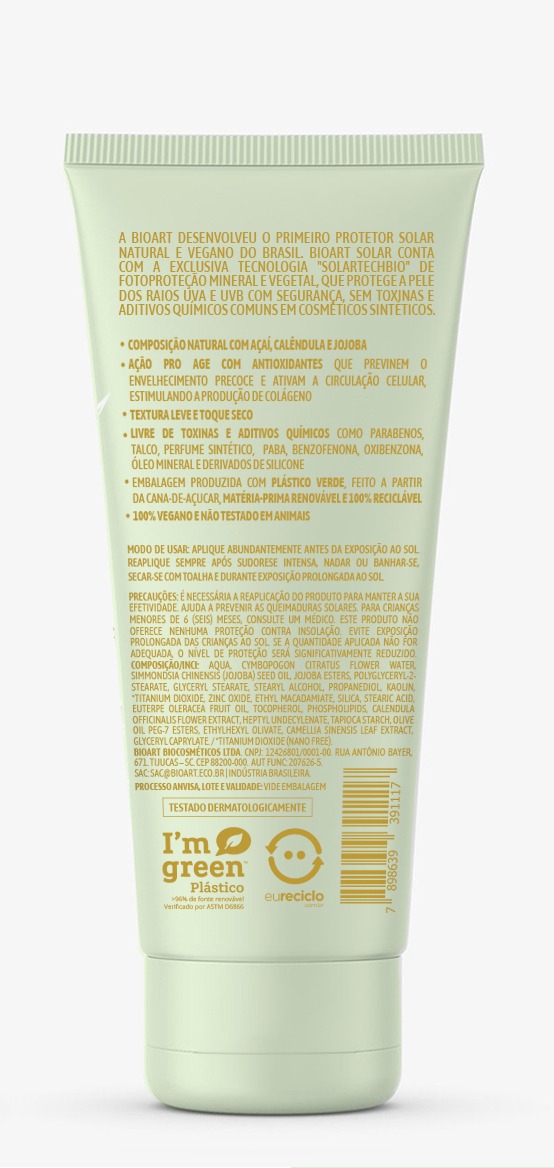 A BIOART DESENVOLVEU O PRIMEIRO PROTETOR SOLAR
NATURAL E VEGANO DO BRASIL. BIOART SOLAR CONTA
COM A EXCLUSIVA TECNOLOGIA "SOLARTECHBIO" DE
FOTOPROTEÇÃO MINERAL E VEGETAL, QUE PROTEGE A PELE
DOS RAIOS UVA E UVB COM SEGURANÇA, SEM TOXINAS E
ADITIVOS QUÍMICOS COMUNS EM COSMÉTICOS SINTÉTICOS.
• COMPOSIÇÃO NATURAL COM AÇAÍ, CALÊNDULA E JOJOBA
• AÇÃO PRO AGE COM ANTIOXIDANTES QUE PREVINEM O
ENVELHECIMENTO PRECOCE E ATIVAM A CIRCULAÇÃO CELULAR,
ESTIMULANDO A PRODUÇÃO DE COLÁGENO
• TEXTURA LEVE E TOQUE SECO
• LIVRE DE TOXINAS E ADITIVOS QUÍMICOS COMO PARABENOS,
TALCO, PERFUME SINTÉTICO, PABA, BENZOFENONA, OXIBENZONA,
ÓLEO MINERAL E DERIVADOS DE SILICONE
• EMBALAGEM PRODUZIDA COM PLÁSTICO VERDE, FEITO A PARTIR
DA CANA-DE-AÇUCAR, MATÉRIA-PRIMA RENOVÁVEL E 100% RECICLÁVEL
• 100% VEGANO E NÃO TESTADO EM ANIMAIS
MODO DE USAR: APLIQUE ABUNDANTEMENTE ANTES DA EXPOSIÇÃO AO SOL.
REAPLIQUE SEMPRE APÓS SUDORESE INTENSA, NADAR OU BANHAR-SE,
SECAR-SE COM TOALHA E DURANTE EXPOSIÇÃO PROLONGADA AO SOL.
PRECAUÇÕES: É NECESSÁRIA A REAPLICAÇÃO DO PRODUTO PARA MANTER A SUA
EFETIVIDADE. AJUDA A PREVENIR AS QUEIMADURAS SOLARES. PARA CRIANÇAS
MENORES DE 6 (SEIS) MESES, CONSULTE UM MÉDICO. ESTE PRODUTO NÃO
OFERECE NENHUMA PROTEÇÃO CONTRA INSOLAÇÃO. EVITE EXPOSIÇÃO
PROLONGADA DAS CRIANÇAS AO SOL. SE A QUANTIDADE APLICADA NÃO FOR
ADEQUADA, O NÍVEL DE PROTEÇÃO SERÁ SIGNIFICATIVAMENTE REDUZIDO.
COMPOSIÇÃO/INCI: AQUA, CYMBOPOGON CITRATUS FLOWER WATER,
SIMMONDSIA CHINENSIS (JOJOBA) SEED OIL, JOJOBA ESTERS, POLYGLYCERYL-2-
STEARATE, GLYCERYL STEARATE, STEARYL ALCOHOL, PROPANEDIOL, KAOLIN,
*TITANIUM DIOXIDE, ZINC OXIDE, ETHYL MACADAMIATE, SILICA, STEARIC ACID,
EUTERPE OLERACEA FRUIT OIL, TOCOPHEROL, PHOSPHOLIPIDS, CALENDULA
OFFICINALIS FLOWER EXTRACT, HEPTYL UNDECYLENATE, TAPIOCA STARCH, OLIVE
OIL PEG-7 ESTERS, ETHYLHEXYL OLIVATE, CAMELLIA SINENSIS LEAF EXTRACT,
GLYCERYL CAPRYLATE. / *TITANIUM DIOXIDE (NANO FREE).
BIOART BIOCOSMÉTICOS LTDA. CNPJ: 12426801/0001-00. RUA ANTÔNIO BAYER,
671. TIJUCAS – SC. CEP 88200-000. AUT FUNC: 207626-5.
SAC: SAC@BIOART.ECO.BR | INDÚSTRIA BRASILEIRA.
PROCESSO ANVISA, LOTE E VALIDADE: VIDE EMBALAGEM
TESTADO DERMATOLOGICAMENTE
I'm
green™
Plástico
>96% de fonte renovável
Verificado por ASTM D6866
eureciclo
.com.br
7 898639 391117